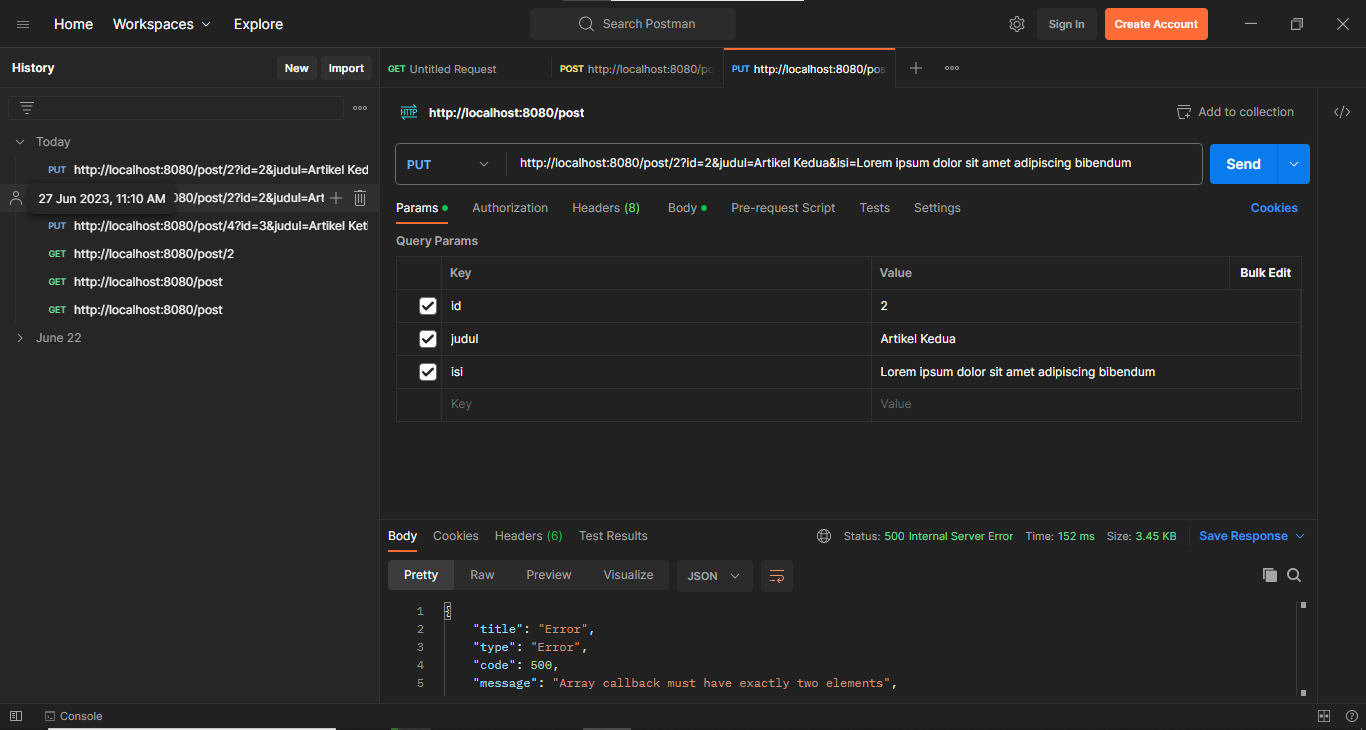 Home Workspaces Explore Search Postman Sign In Create Account
History New Import
GET Untitled Request POST http://localhost:8080/po PUT http://localhost:8080/pos
HTTP http://localhost:8080/post Add to collection
Today
PUT http://localhost:8080/post/2?id=2&judul=Artikel Ked
27 Jun 2023, 11:10 AM 080/post/2?id=2&judul=Art
PUT http://localhost:8080/post/4?id=3&judul=Artikel Keti
GET http://localhost:8080/post/2
GET http://localhost:8080/post
GET http://localhost:8080/post
June 22
PUT http://localhost:8080/post/2?id=2&judul=Artikel Kedua&isi=Lorem ipsum dolor sit amet adipiscing bibendum Send
Params Authorization Headers (8) Body Pre-request Script Tests Settings Cookies
Query Params
Key Value Bulk Edit
id 2
judul Artikel Kedua
isi Lorem ipsum dolor sit amet adipiscing bibendum
Key Value
Body Cookies Headers (6) Test Results Status: 500 Internal Server Error Time: 152 ms Size: 3.45 KB Save Response
Pretty Raw Preview Visualize JSON
1 {
2 "title": "Error",
3 "type": "Error",
4 "code": 500,
5 "message": "Array callback must have exactly two elements",
Console